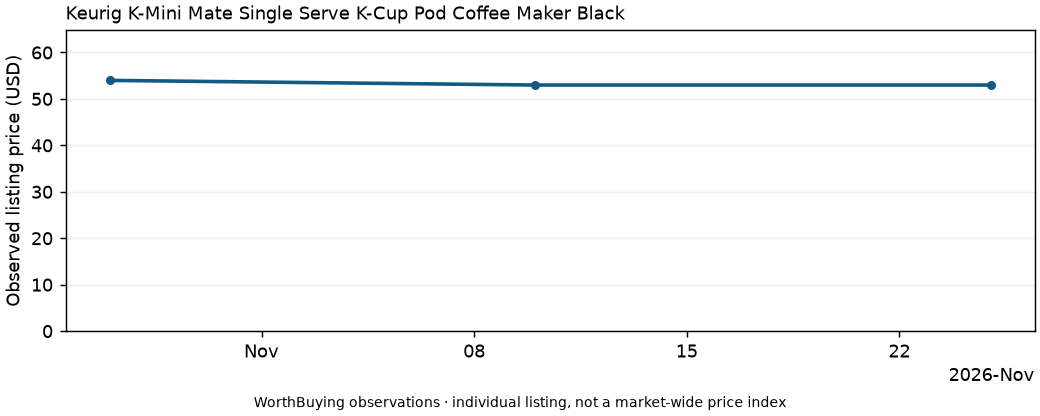 Keurig K-Mini Mate Single Serve K-Cup Pod Coffee Maker Black
Observed listing price (USD)
60
50
40
30
20
10
0
Nov
08
15
22
2026-Nov
WorthBuying observations · individual listing, not a market-wide price index